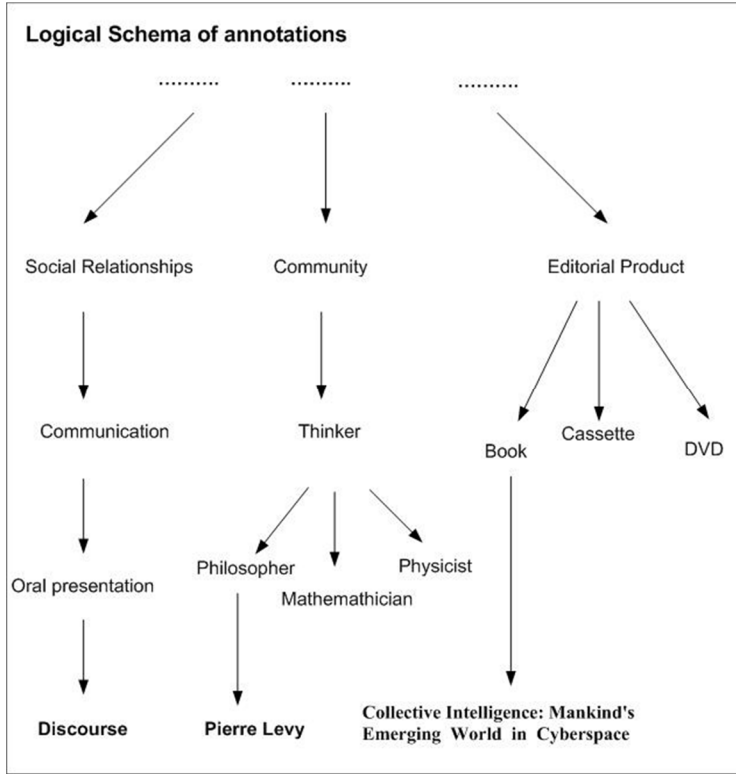 Logical Schema of annotations
.......... .......... ..........
Social Relationships Community Editorial Product
Communication Thinker Book Cassette DVD
Philosopher Mathemathician Physicist
Oral presentation
Discourse Pierre Levy Collective Intelligence: Mankind's
Emerging World in Cyberspace